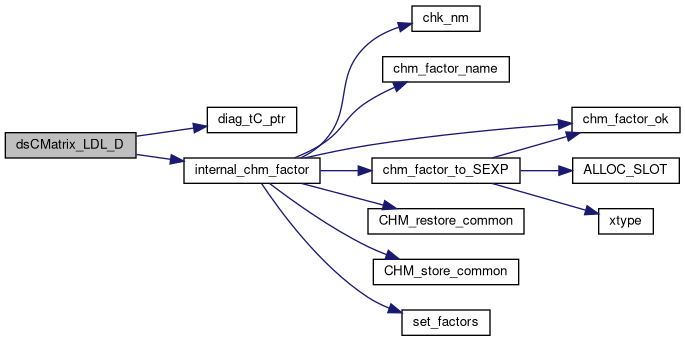 chk_nm
chm_factor_name
diag_tC_ptr
chm_factor_ok
dsCMatrix_LDL_D
internal_chm_factor
chm_factor_to_SEXP
ALLOC_SLOT
CHM_restore_common
xtype
CHM_store_common
set_factors